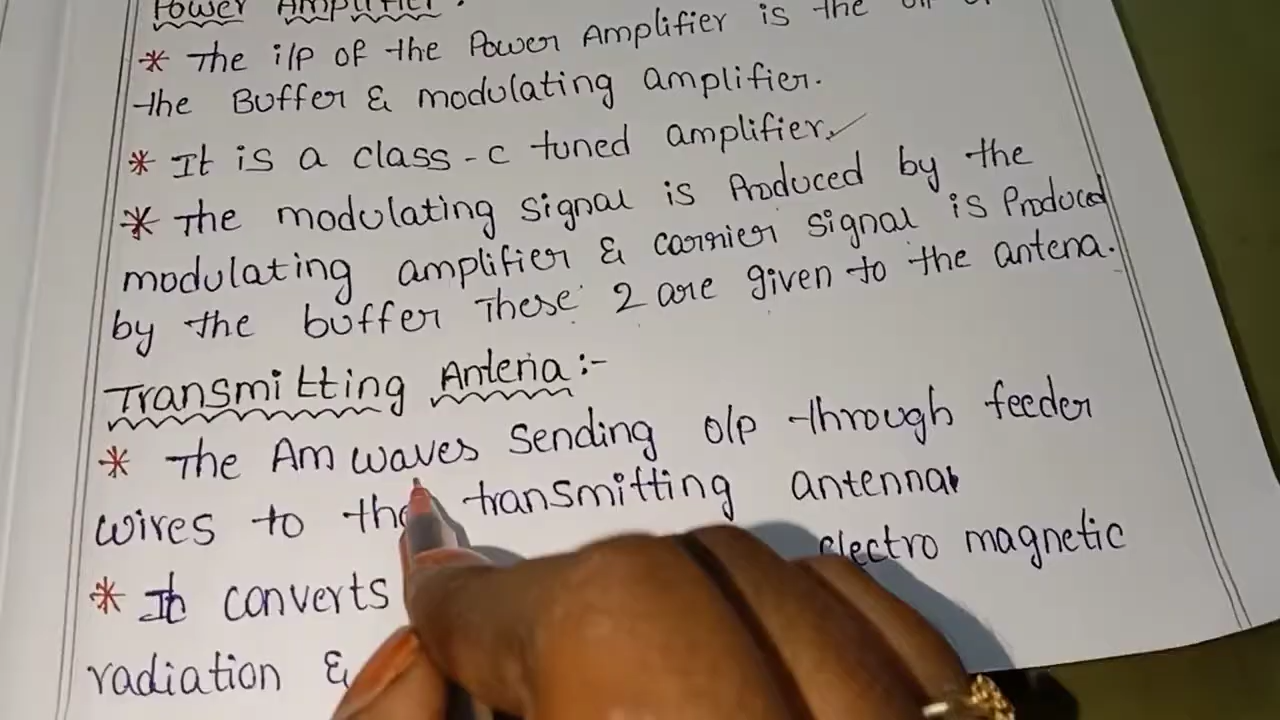 Power Amplifier :
* The i/p of the Power Amplifier is the o/p of
the Buffer & modulating amplifier.
* It is a class-c tuned amplifier.
* The modulating signal is Produced by the
modulating amplifier & carrier signal is Produced
by the buffer These 2 are given to the antena.
Transmitting Antena :-
* The Am waves Sending o/p through feeder
wires to the transmitting antenna
* It converts electro magnetic
radiation &